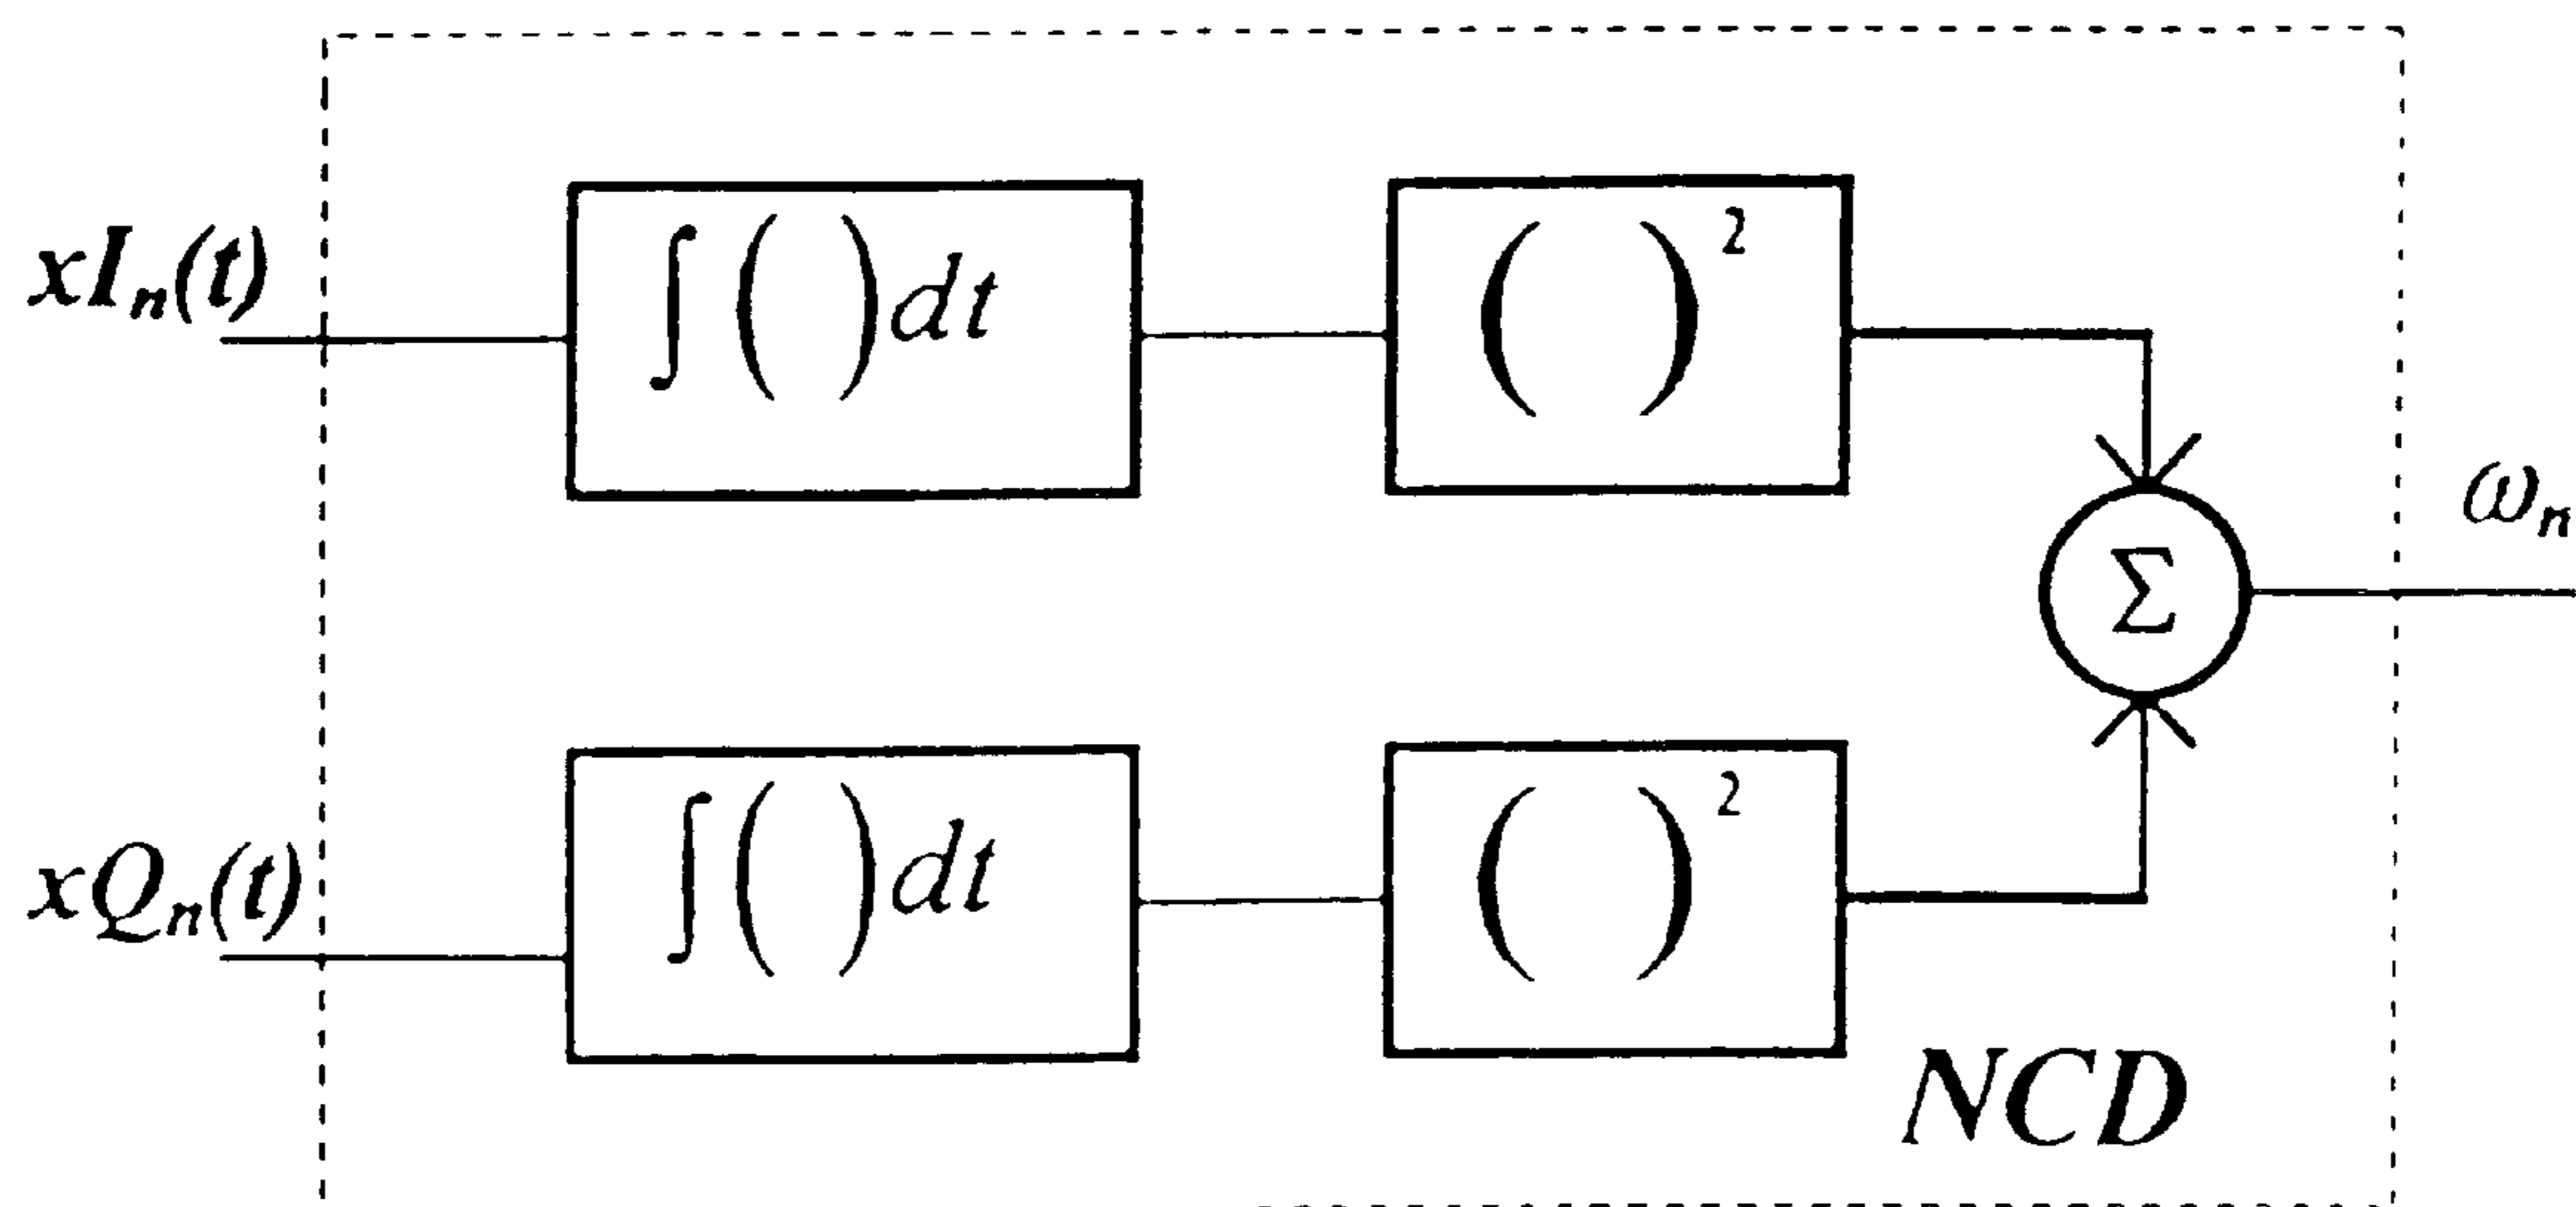 xIₙ(t)
∫( )dt
( )²
ωₙ
Σ
xQₙ(t)
∫( )dt
( )²
NCD